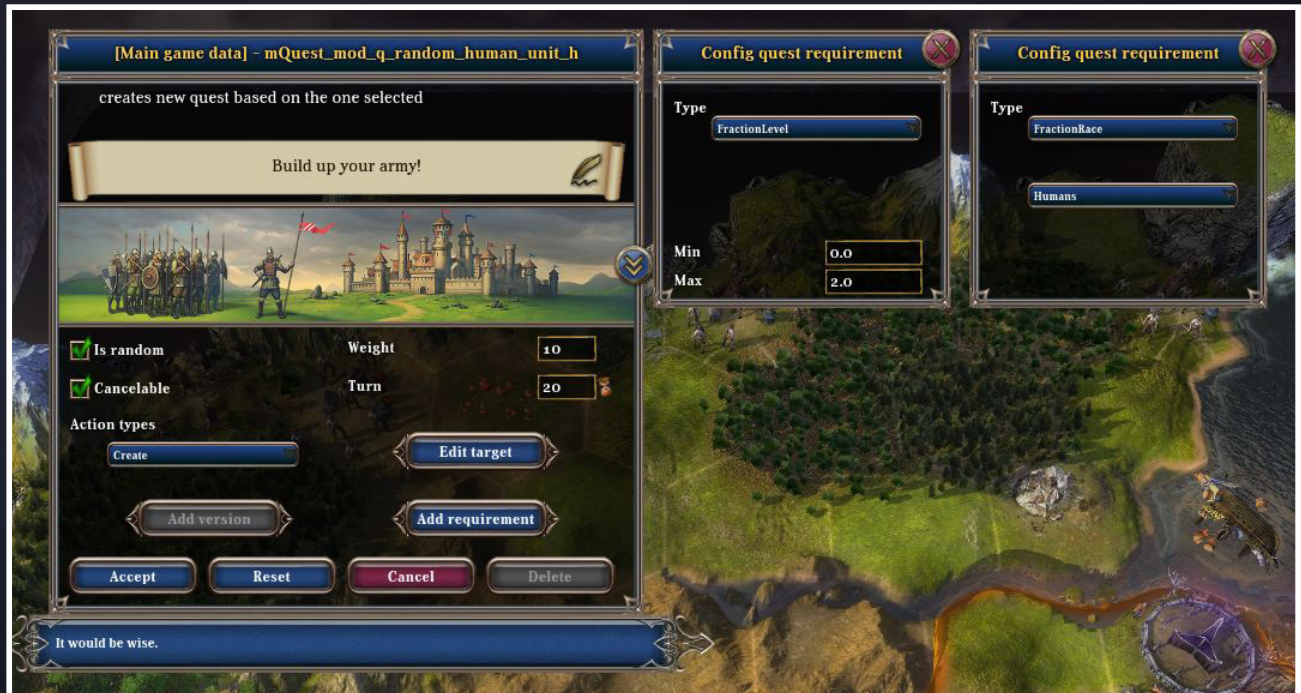 [Main game data] - mQuest_mod_q_random_human_unit_h
creates new quest based on the one selected
Build up your army!
Is random
Weight
10
Cancelable
Turn
20
Action types
Create
Edit target
Add version
Add requirement
Accept
Reset
Cancel
Delete
It would be wise.
Config quest requirement
Type
FractionLevel
Min
0.0
Max
2.0
Config quest requirement
Type
FractionRace
Humans